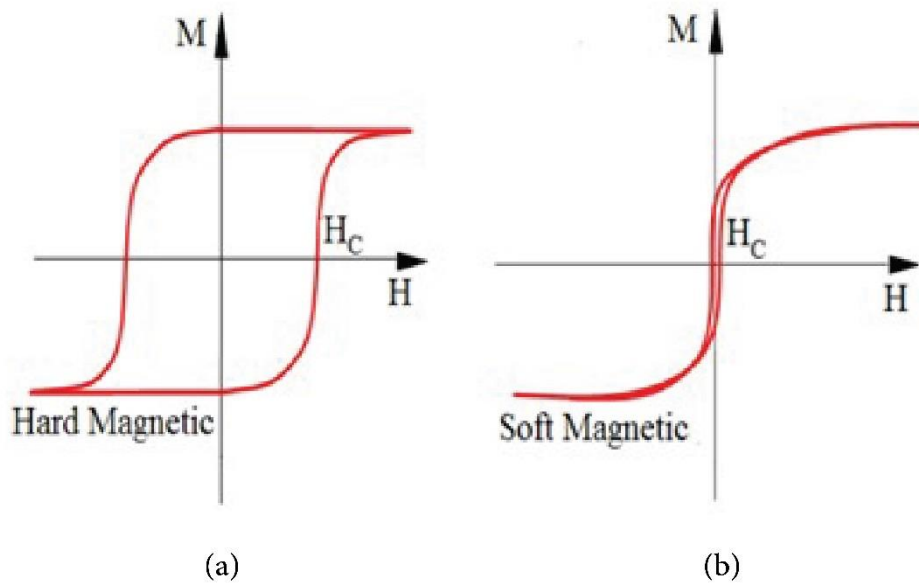 M
H_C
H
Hard Magnetic
(a)
M
H_C
H
Soft Magnetic
(b)